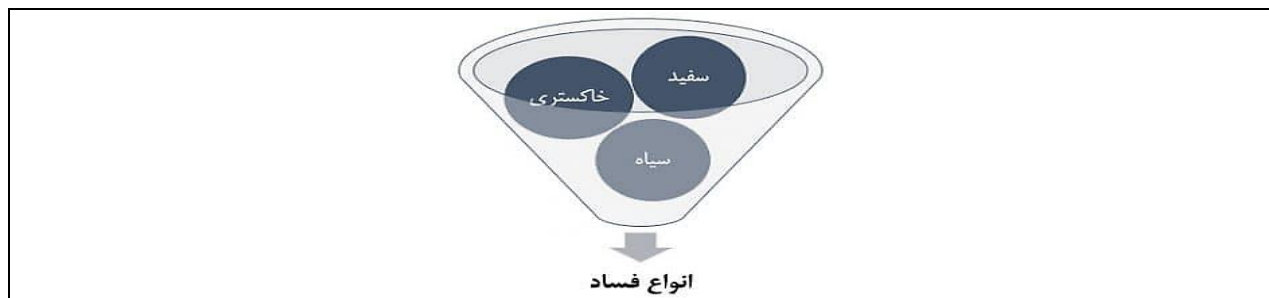 سفید
خاکستری
سیاه
انواع فساد